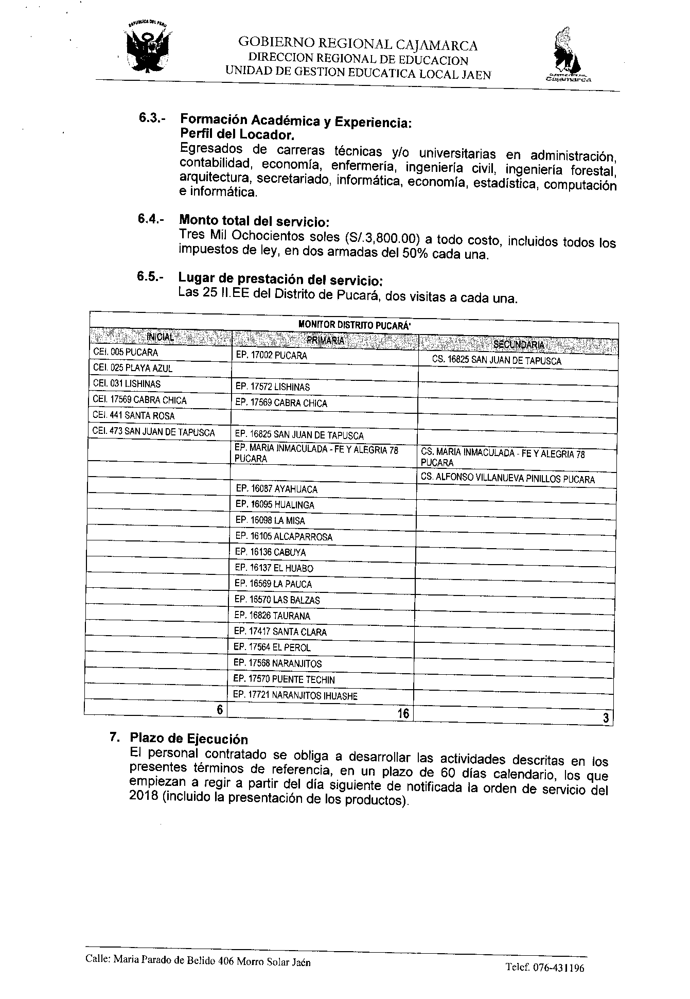 REPUBLICA DEL PERU
GOBIERNO REGIONAL CAJAMARCA
DIRECCION REGIONAL DE EDUCACION
UNIDAD DE GESTION EDUCATICA LOCAL JAEN
Cajamarca
6.3.- Formación Académica y Experiencia:
Perfil del Locador.
Egresados de carreras técnicas y/o universitarias en administración,
contabilidad, economía, enfermería, ingeniería civil, ingeniería forestal,
arquitectura, secretariado, informática, economía, estadística, computación
e informática.
6.4.- Monto total del servicio:
Tres Mil Ochocientos soles (S/.3,800.00) a todo costo, incluidos todos los
impuestos de ley, en dos armadas del 50% cada una.
6.5.- Lugar de prestación del servicio:
Las 25 II.EE del Distrito de Pucará, dos visitas a cada una.
MONITOR DISTRITO PUCARÁ*
INICIAL PRIMARIA SECUNDARIA
CEI. 005 PUCARA EP. 17002 PUCARA CS. 16825 SAN JUAN DE TAPUSCA
CEI. 025 PLAYA AZUL
CEI. 031 LISHINAS EP. 17572 LISHINAS
CEI. 17569 CABRA CHICA EP. 17569 CABRA CHICA
CEI. 441 SANTA ROSA
CEI. 473 SAN JUAN DE TAPUSCA EP. 16825 SAN JUAN DE TAPUSCA
EP. MARIA INMACULADA - FE Y ALEGRIA 78 CS. MARIA INMACULADA - FE Y ALEGRIA 78
PUCARA PUCARA
CS. ALFONSO VILLANUEVA PINILLOS PUCARA
EP. 16087 AYAHUACA
EP. 16095 HUALINGA
EP. 16098 LA MISA
EP. 16105 ALCAPARROSA
EP. 16136 CABUYA
EP. 16137 EL HUABO
EP. 16569 LA PAUCA
EP. 16570 LAS BALZAS
EP. 16826 TAURANA
EP. 17417 SANTA CLARA
EP. 17564 EL PEROL
EP. 17568 NARANJITOS
EP. 17570 PUENTE TECHIN
EP. 17721 NARANJITOS IHUASHE
6 16 3
7. Plazo de Ejecución
El personal contratado se obliga a desarrollar las actividades descritas en los
presentes términos de referencia, en un plazo de 60 días calendario, los que
empiezan a regir a partir del día siguiente de notificada la orden de servicio del
2018 (incluido la presentación de los productos).
Calle: Maria Parado de Belido 406 Morro Solar Jaén
Telef. 076-431196